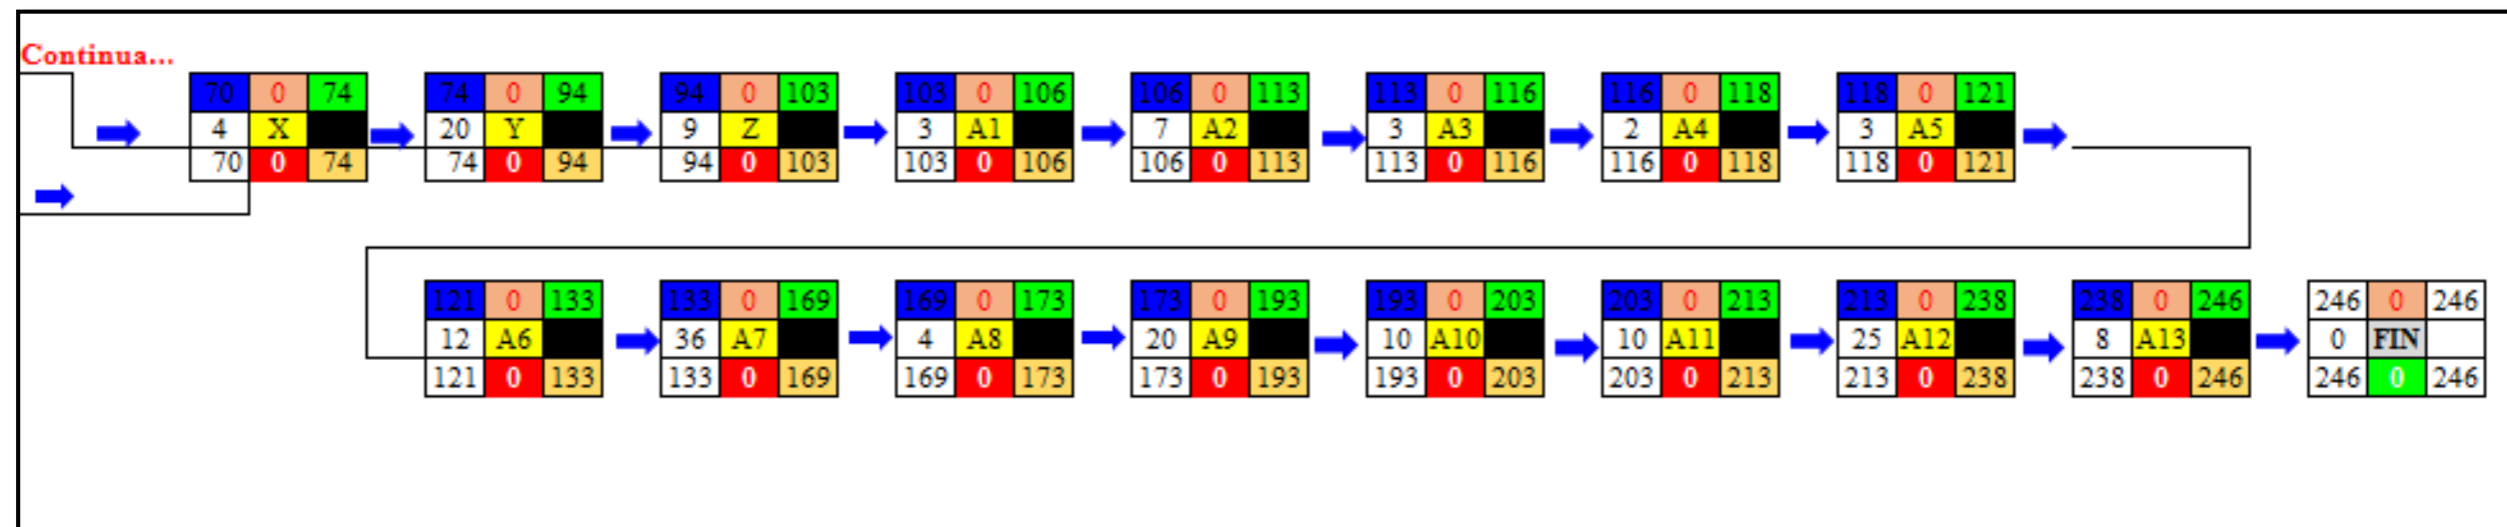 Continua...
70 0 74 74 0 94 94 0 103 103 0 106 106 0 113 113 0 116 116 0 118 118 0 121
4 X 20 Y 9 Z 3 A1 7 A2 3 A3 2 A4 3 A5
70 0 74 74 0 94 94 0 103 103 0 106 106 0 113 113 0 116 116 0 118 118 0 121
121 0 133 133 0 169 169 0 173 173 0 193 193 0 203 203 0 213 213 0 238 238 0 246 246 0 246
12 A6 36 A7 4 A8 20 A9 10 A10 10 A11 25 A12 8 A13 0 FIN
121 0 133 133 0 169 169 0 173 173 0 193 193 0 203 203 0 213 213 0 238 238 0 246 246 0 246